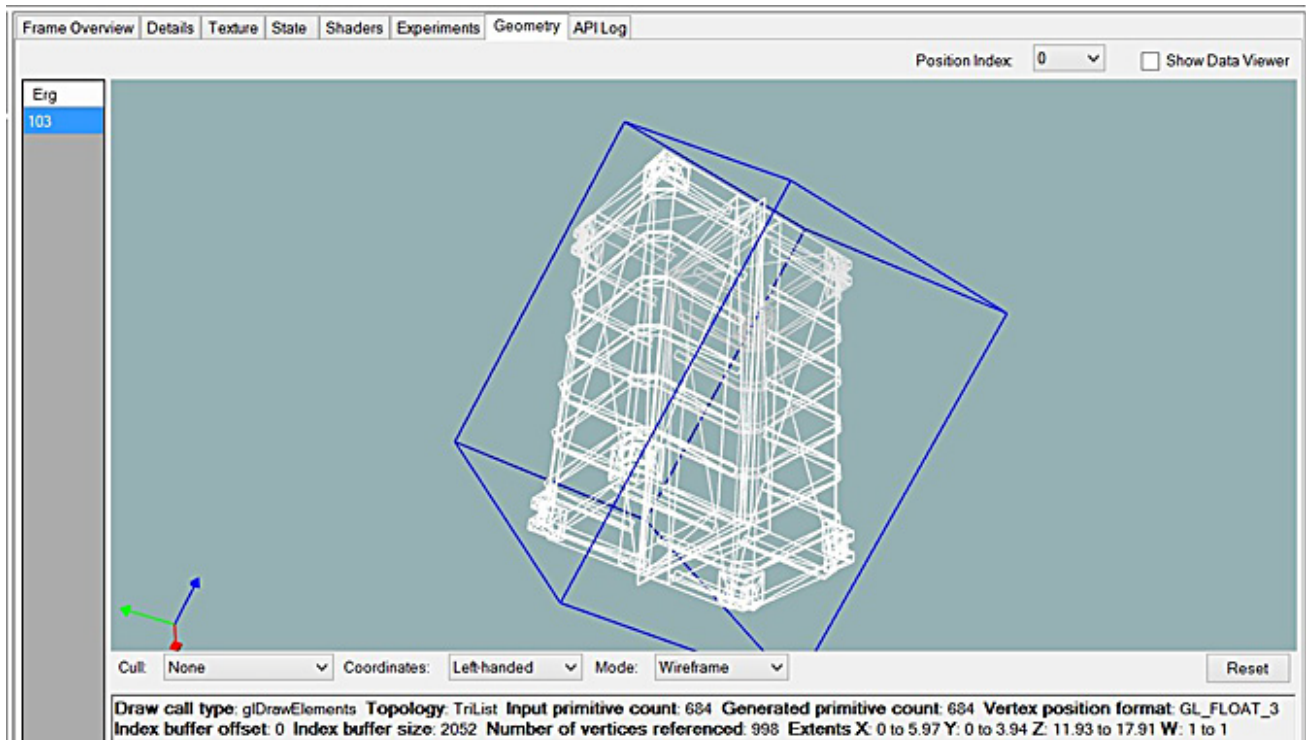 Frame Overview Details Texture State Shaders Experiments Geometry API Log
Position Index: 0 Show Data Viewer
Erg
103
Cull: None Coordinates: Left-handed Mode: Wireframe Reset
Draw call type: glDrawElements Topology: TriList Input primitive count: 684 Generated primitive count: 684 Vertex position format: GL_FLOAT_3
Index buffer offset: 0 Index buffer size: 2052 Number of vertices referenced: 998 Extents X: 0 to 5.97 Y: 0 to 3.94 Z: 11.93 to 17.91 W: 1 to 1